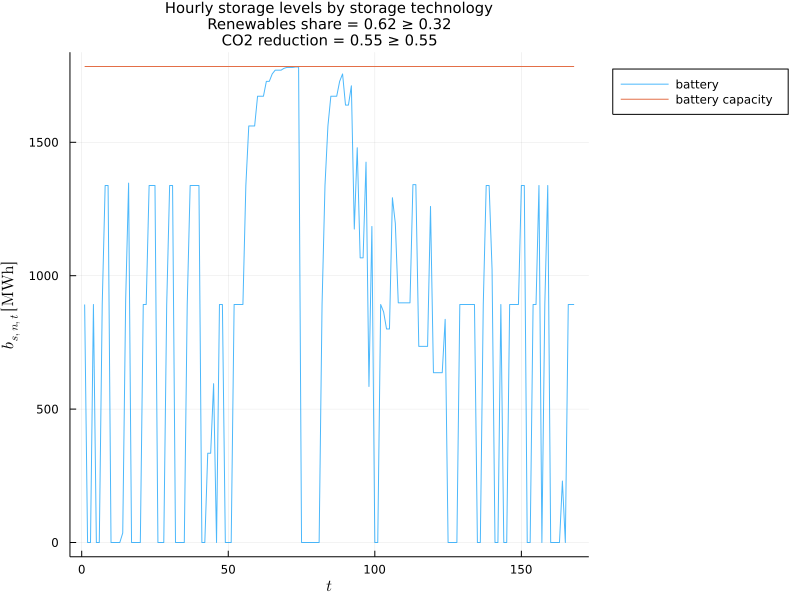 Hourly storage levels by storage technology
Renewables share = 0.62 ≥ 0.32
CO2 reduction = 0.55 ≥ 0.55
battery
battery capacity
1500
1000
500
0
b_{s, n, t} [MWh]
0 50 100 150
t